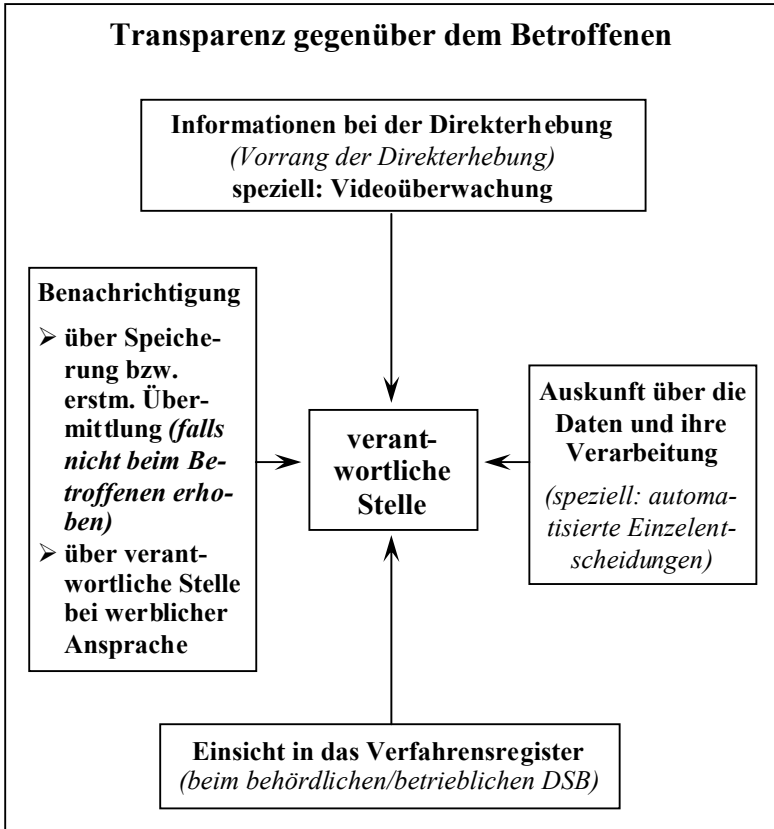 Transparenz gegenüber dem Betroffenen
Informationen bei der Direkterhebung
(Vorrang der Direkterhebung)
speziell: Videoüberwachung
Benachrichtigung
➢ über Speiche-
rung bzw.
erstm. Über-
mittlung (falls
nicht beim Be-
troffenen erho-
ben)
➢ über verant-
wortliche Stelle
bei werblicher
Ansprache
verant-
wortliche
Stelle
Auskunft über die
Daten und ihre
Verarbeitung
(speziell: automa-
tisierte Einzelent-
scheidungen)
Einsicht in das Verfahrensregister
(beim behördlichen/betrieblichen DSB)